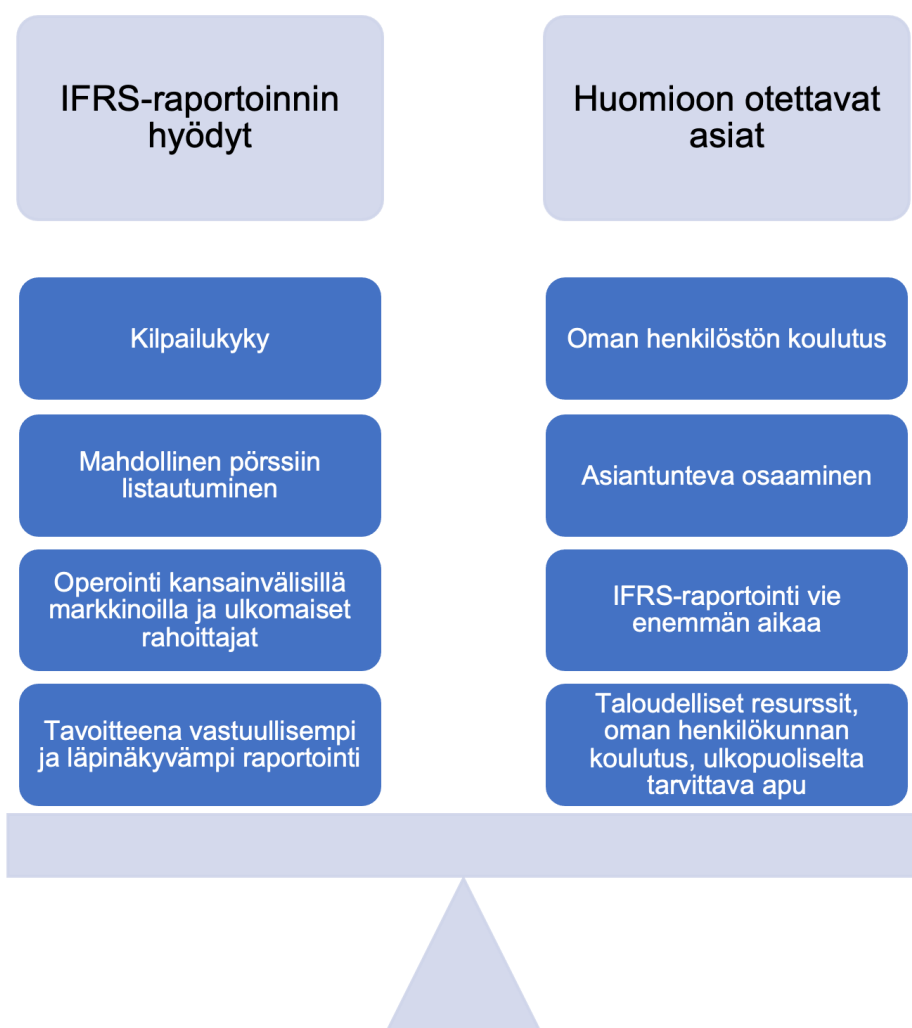 IFRS-raportoinnin
hyödyt
Huomioon otettavat
asiat
Kilpailukyky
Mahdollinen pörssiin
listautuminen
Operointi kansainvälisillä
markkinoilla ja ulkomaiset
rahoittajat
Tavoitteena vastuullisempi
ja läpinäkyvämpi raportointi
Oman henkilöstön koulutus
Asiantunteva osaaminen
IFRS-raportointi vie
enemmän aikaa
Taloudelliset resurssit,
oman henkilökunnan
koulutus, ulkopuoliselta
tarvittava apu